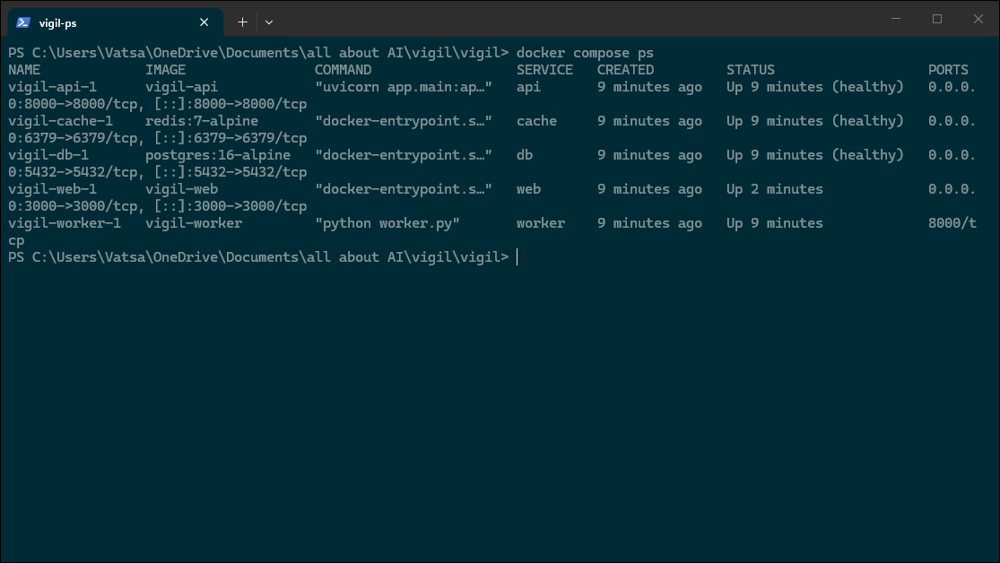 vigil-ps
PS C:\Users\Vatsa\OneDrive\Documents\all about AI\vigil\vigil> docker compose ps
NAME IMAGE COMMAND SERVICE CREATED STATUS PORTS
vigil-api-1 vigil-api "uvicorn app.main:ap…" api 9 minutes ago Up 9 minutes (healthy) 0.0.0.
0:8000->8000/tcp, [::]:8000->8000/tcp
vigil-cache-1 redis:7-alpine "docker-entrypoint.s…" cache 9 minutes ago Up 9 minutes (healthy) 0.0.0.
0:6379->6379/tcp, [::]:6379->6379/tcp
vigil-db-1 postgres:16-alpine "docker-entrypoint.s…" db 9 minutes ago Up 9 minutes (healthy) 0.0.0.
0:5432->5432/tcp, [::]:5432->5432/tcp
vigil-web-1 vigil-web "docker-entrypoint.s…" web 9 minutes ago Up 2 minutes 0.0.0.
0:3000->3000/tcp, [::]:3000->3000/tcp
vigil-worker-1 vigil-worker "python worker.py" worker 9 minutes ago Up 9 minutes 8000/t
cp
PS C:\Users\Vatsa\OneDrive\Documents\all about AI\vigil\vigil>